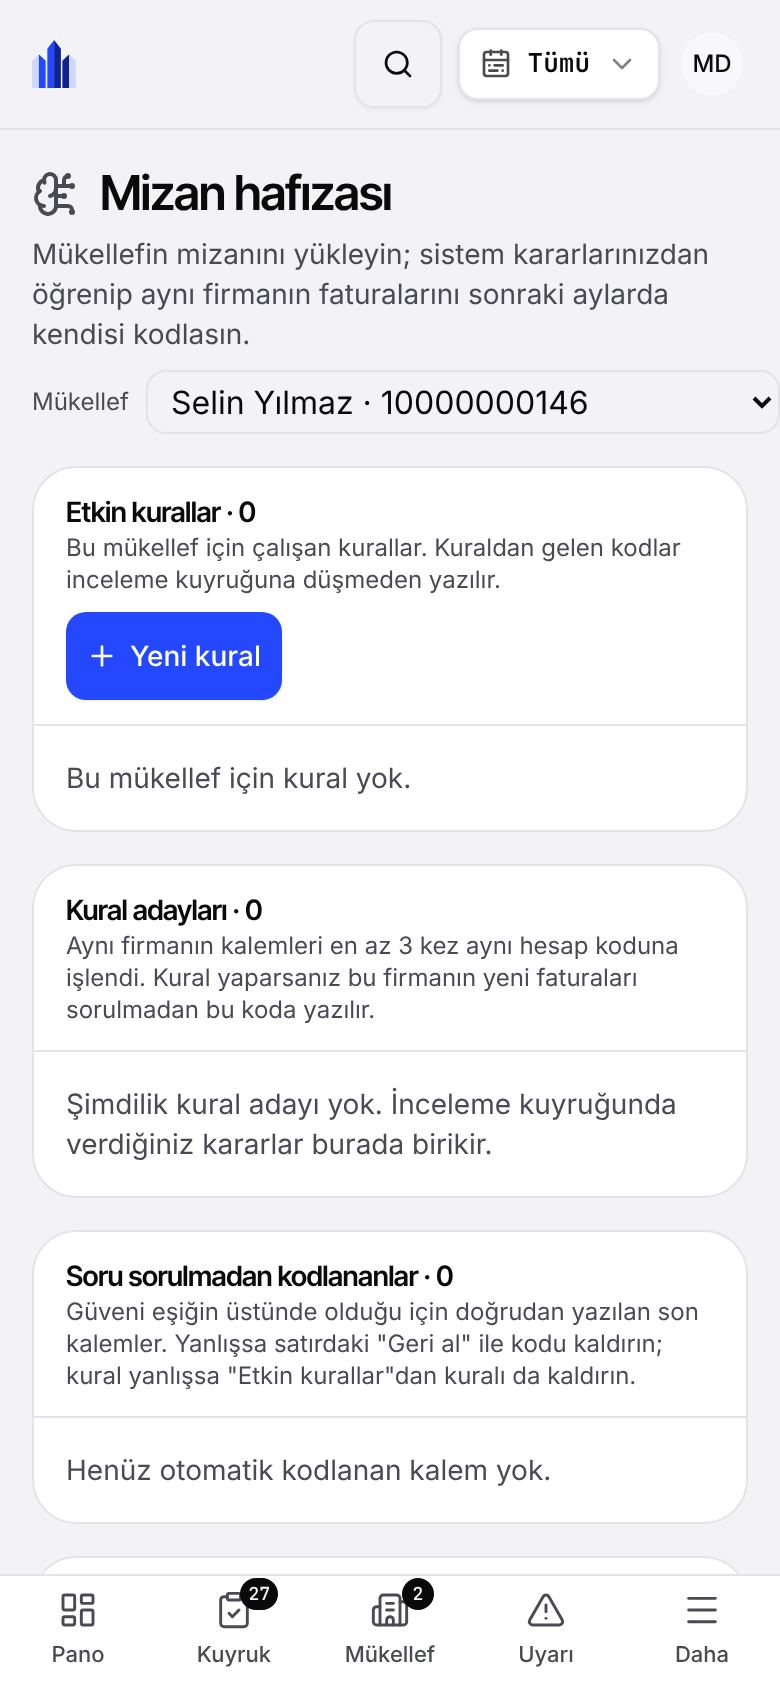 Tümü
MD
Mizan hafızası
Mükellefin mizanını yükleyin; sistem kararlarınızdan
öğrenip aynı firmanın faturalarını sonraki aylarda
kendisi kodlasın.
Mükellef
Selin Yılmaz · 10000000146
Etkin kurallar · 0
Bu mükellef için çalışan kurallar. Kuraldan gelen kodlar
inceleme kuyruğuna düşmeden yazılır.
+ Yeni kural
Bu mükellef için kural yok.
Kural adayları · 0
Aynı firmanın kalemleri en az 3 kez aynı hesap koduna
işlendi. Kural yaparsanız bu firmanın yeni faturaları
sorulmadan bu koda yazılır.
Şimdilik kural adayı yok. İnceleme kuyruğunda
verdiğiniz kararlar burada birikir.
Soru sorulmadan kodlananlar · 0
Güveni eşiğin üstünde olduğu için doğrudan yazılan son
kalemler. Yanlışsa satırdaki "Geri al" ile kodu kaldırın;
kural yanlışsa "Etkin kurallar"dan kuralı da kaldırın.
Henüz otomatik kodlanan kalem yok.
27
2
Pano
Kuyruk
Mükellef
Uyarı
Daha